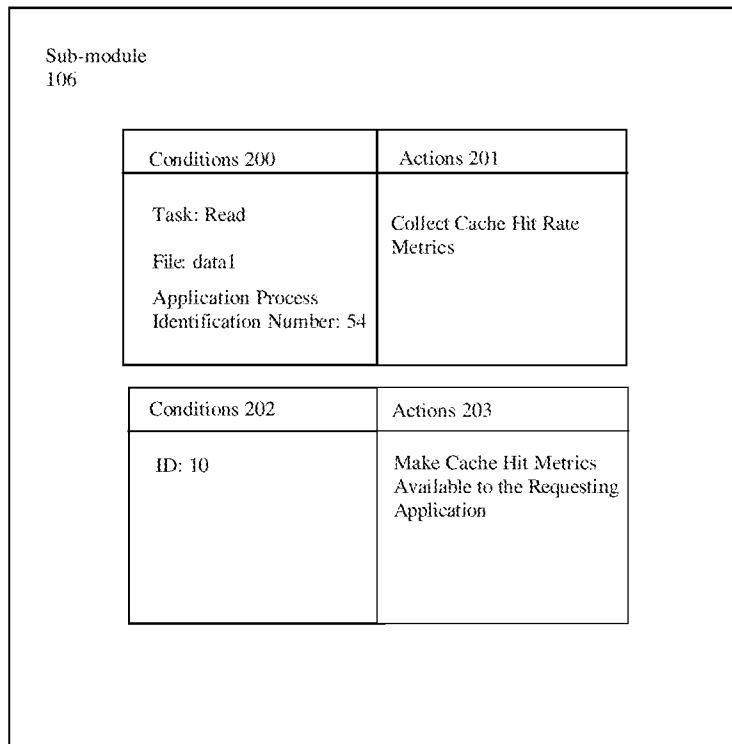 Sub-module
106
Conditions 200
Actions 201
Task: Read
File: data1
Application Process
Identification Number: 54
Collect Cache Hit Rate
Metrics
Conditions 202
Actions 203
ID: 10
Make Cache Hit Metrics
Available to the Requesting
Application